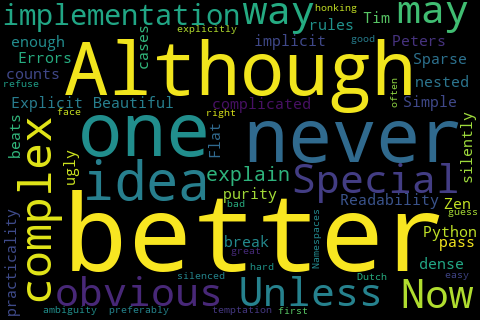 implementation way honking may
explicitly
enough cases implicit rules Tim Peters good
Errors Although Sparse
counts nested
refuse Explicit Beautiful complicated often Simple
beats face one right never silently
Flat
complex ugly idea explain Special
purity Readability
bad Zen
better guess
practicality break Namespaces Python
great pass
hard dense
silenced Dutch easy
obvious Unless Now
ambiguity preferably temptation first